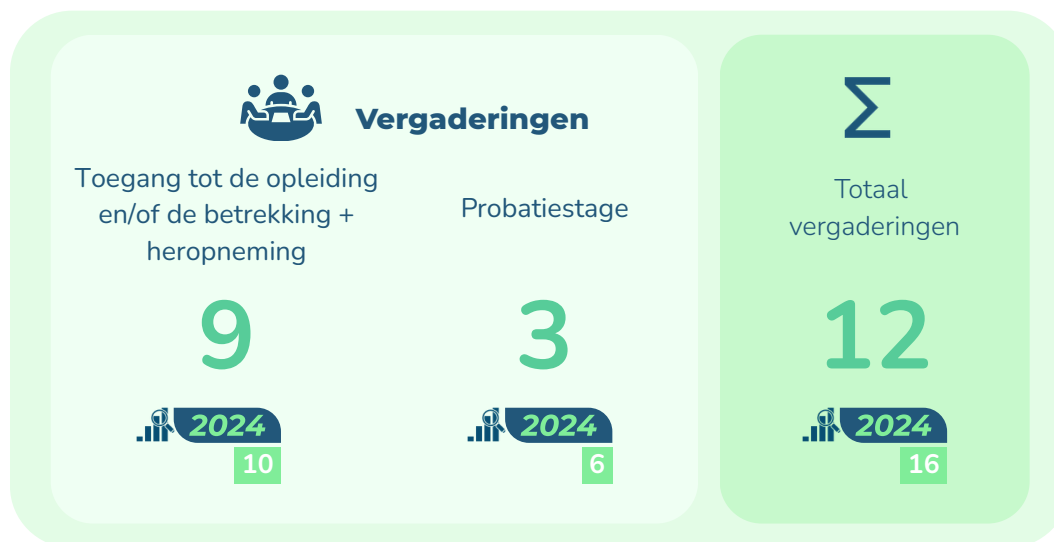 Vergaderingen
Toegang tot de opleiding
en/of de betrekking +
heropneming
9
2024
10
Probatiestage
3
2024
6
Σ
Totaal
vergaderingen
12
2024
16